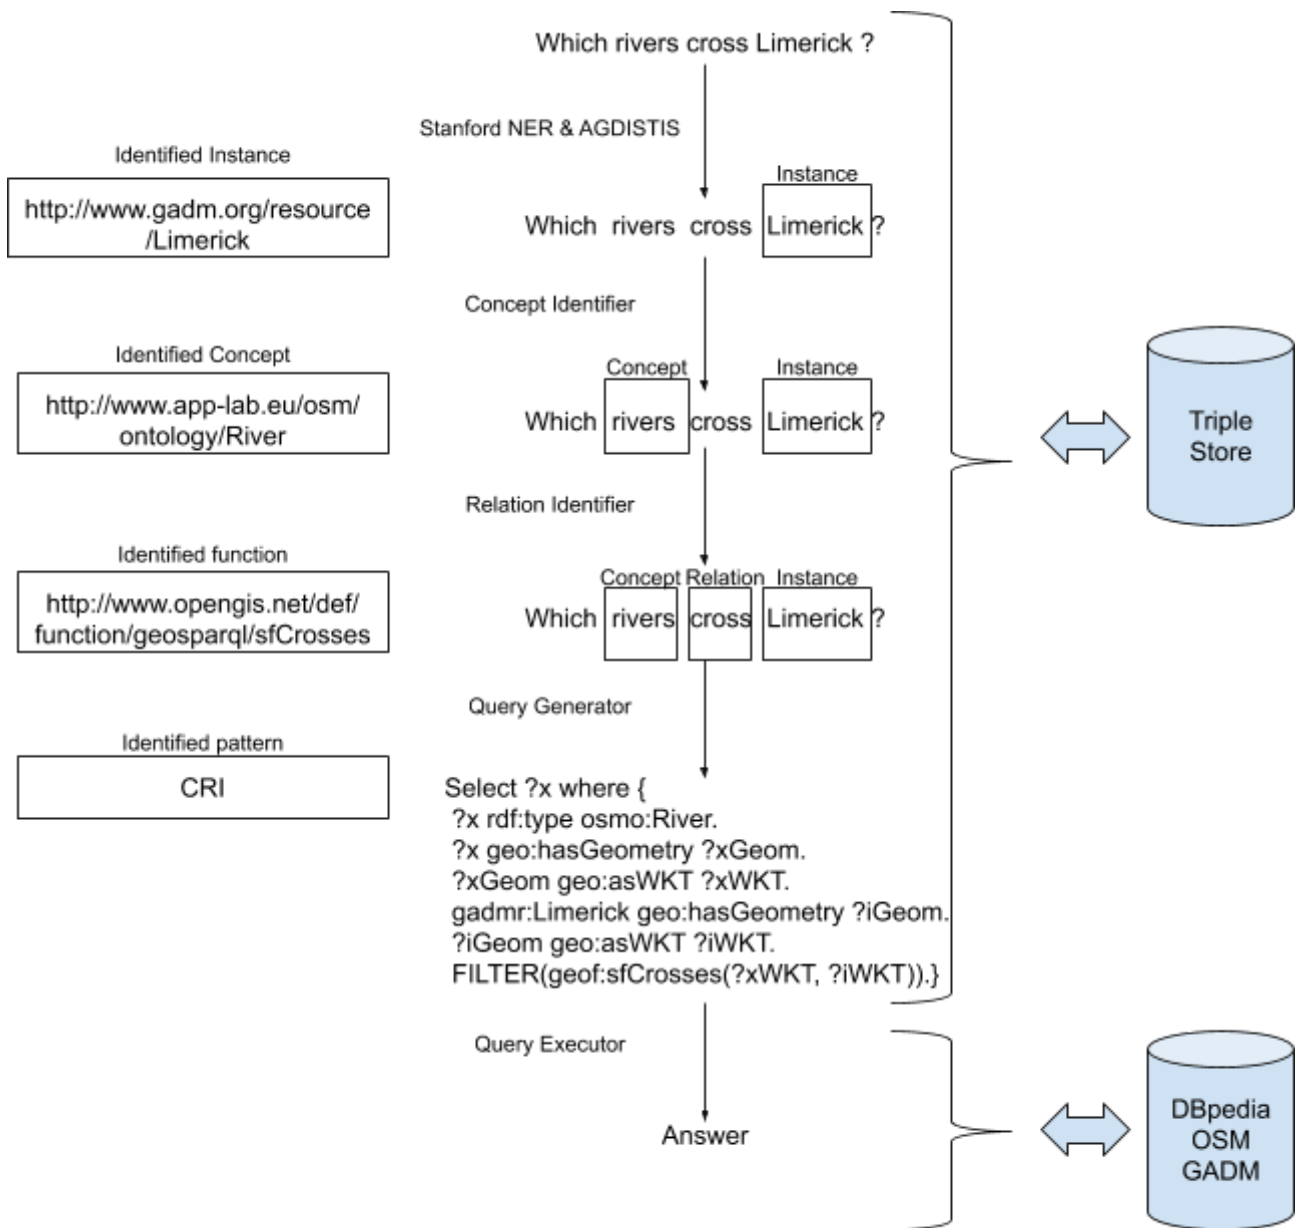 Which rivers cross Limerick ?
Stanford NER & AGDISTIS
Identified Instance
http://www.gadm.org/resource
/Limerick
Instance
Which rivers cross Limerick ?
Concept Identifier
Identified Concept
http://www.app-lab.eu/osm/
ontology/River
Concept Instance
Which rivers cross Limerick ?
Relation Identifier
Identified function
http://www.opengis.net/def/
function/geosparql/sfCrosses
Concept Relation Instance
Which rivers cross Limerick ?
Query Generator
Identified pattern
CRI
Select ?x where {
?x rdf:type osmo:River.
?x geo:hasGeometry ?xGeom.
?xGeom geo:asWKT ?xWKT.
gadmr:Limerick geo:hasGeometry ?iGeom.
?iGeom geo:asWKT ?iWKT.
FILTER(geof:sfCrosses(?xWKT, ?iWKT)).}
Query Executor
Answer
Triple
Store
DBpedia
OSM
GADM